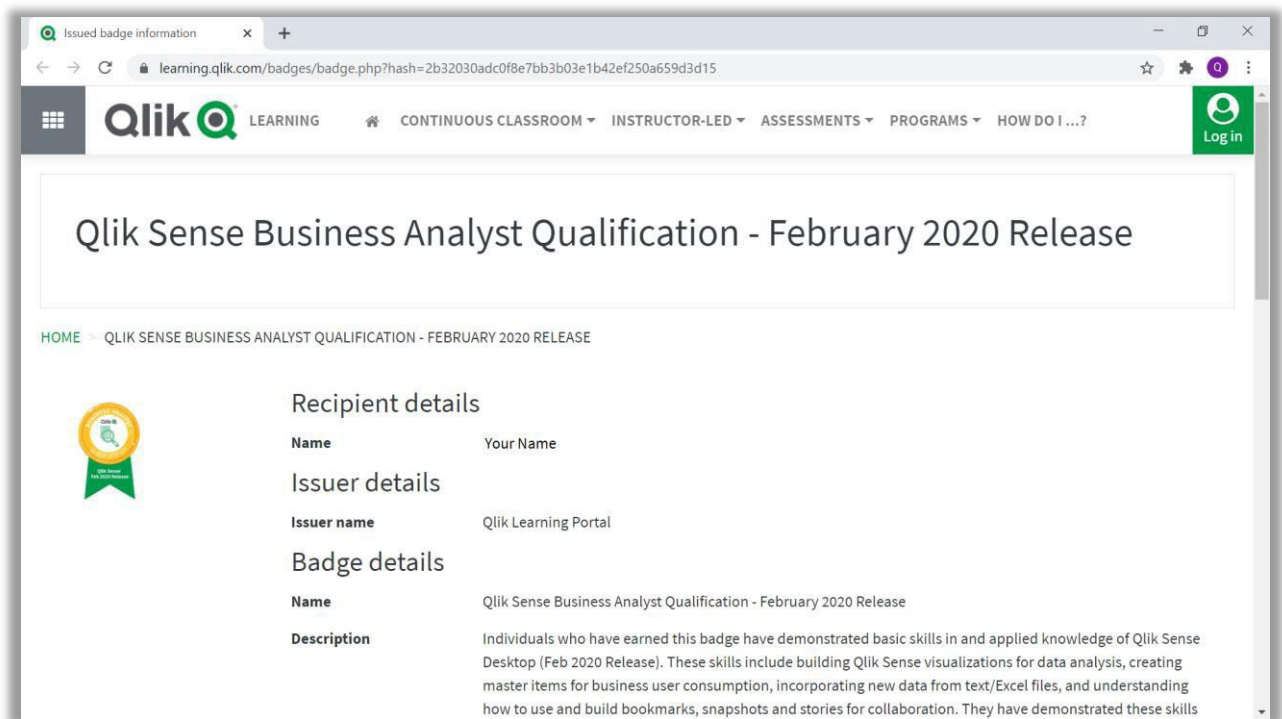 Issued badge information
learning.qlik.com/badges/badge.php?hash=2b32030adc0f8e7bb3b03e1b42ef250a659d3d15
Q
Qlik LEARNING CONTINUOUS CLASSROOM INSTRUCTOR-LED ASSESSMENTS PROGRAMS HOW DO I ...?
Log in
Qlik Sense Business Analyst Qualification - February 2020 Release
HOME > QLIK SENSE BUSINESS ANALYST QUALIFICATION - FEBRUARY 2020 RELEASE
Qlik Sense
Feb 2020 Release
Recipient details
Name Your Name
Issuer details
Issuer name Qlik Learning Portal
Badge details
Name Qlik Sense Business Analyst Qualification - February 2020 Release
Description Individuals who have earned this badge have demonstrated basic skills in and applied knowledge of Qlik Sense
Desktop (Feb 2020 Release). These skills include building Qlik Sense visualizations for data analysis, creating
master items for business user consumption, incorporating new data from text/Excel files, and understanding
how to use and build bookmarks, snapshots and stories for collaboration. They have demonstrated these skills